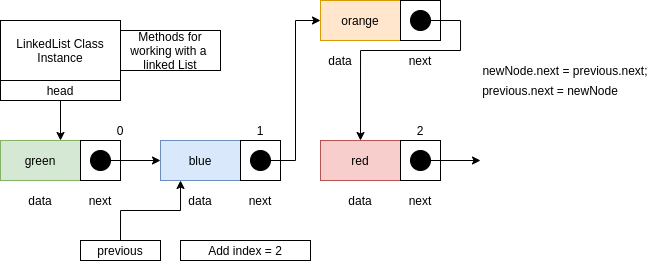 orange
data
next
LinkedList Class
Instance
Methods for
working with a
linked List
head
newNode.next = previous.next;
previous.next = newNode
0
1
2
green
blue
red
data
next
data
next
data
next
previous
Add index = 2